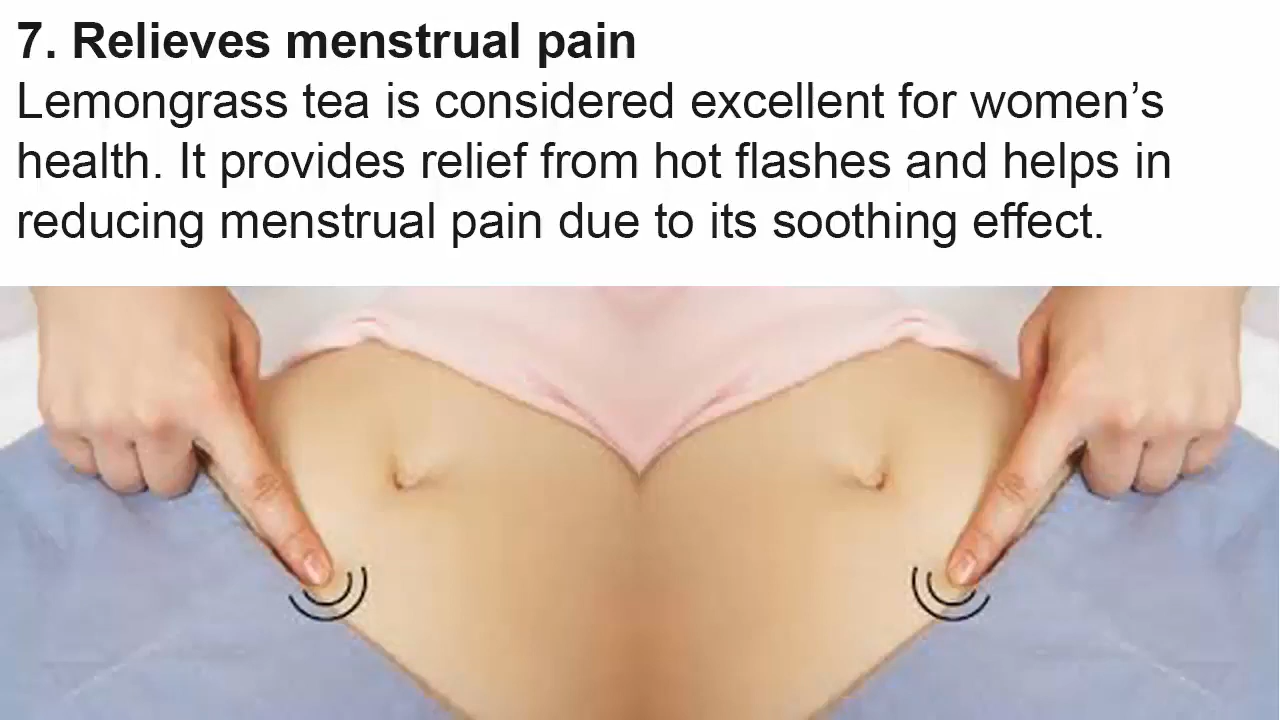 7. Relieves menstrual pain
Lemongrass tea is considered excellent for women’s
health. It provides relief from hot flashes and helps in
reducing menstrual pain due to its soothing effect.